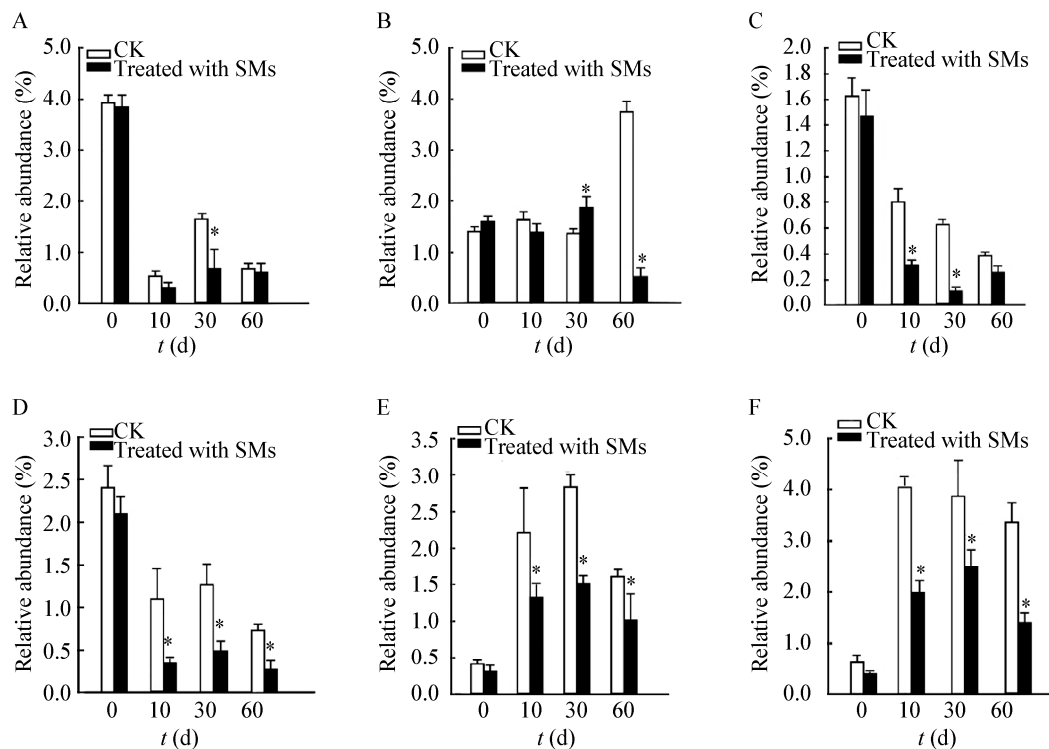 A
Relative abundance (%)
5.0
4.0
3.0
2.0
1.0
0.0
CK
Treated with SMs
*
0 10 30 60
t (d)
B
Relative abundance (%)
5.0
4.0
3.0
2.0
1.0
0.0
CK
Treated with SMs
*
*
0 10 30 60
t (d)
C
Relative abundance (%)
2.0
1.8
1.6
1.4
1.2
1.0
0.8
0.6
0.4
0.2
0.0
CK
Treated with SMs
*
*
0 10 30 60
t (d)
D
Relative abundance (%)
3.0
2.5
2.0
1.5
1.0
0.5
0.0
CK
Treated with SMs
*
*
*
0 10 30 60
t (d)
E
Relative abundance (%)
3.5
3.0
2.5
2.0
1.5
1.0
0.5
0.0
CK
Treated with SMs
*
*
*
0 10 30 60
t (d)
F
Relative abundance (%)
5.0
4.0
3.0
2.0
1.0
0.0
CK
Treated with SMs
*
*
*
0 10 30 60
t (d)